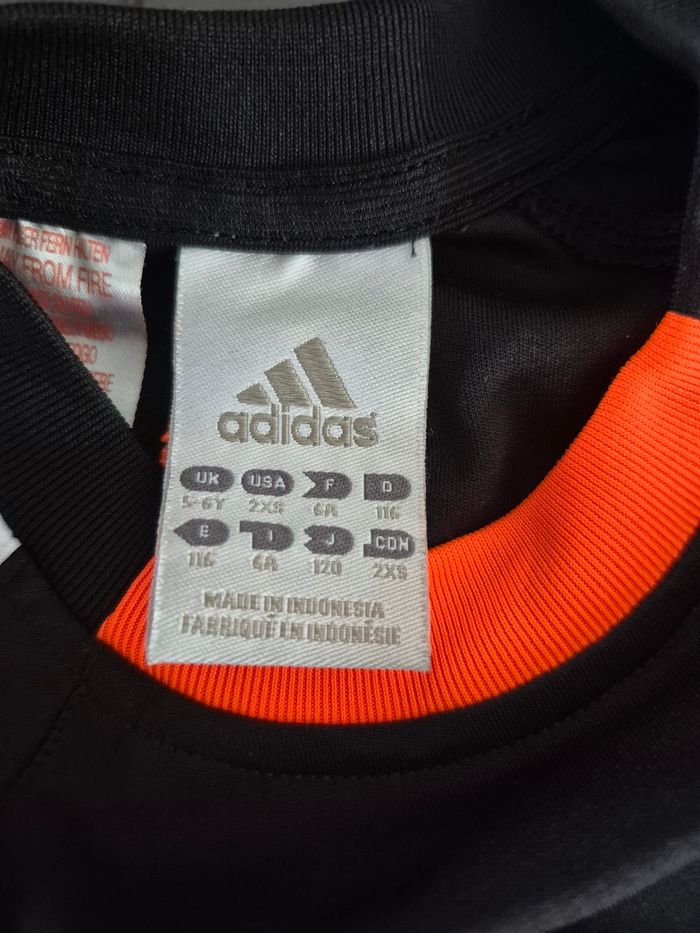 FROM FIRE
adidas
UK USA F D
5-6Y 2XS 6A 116
E I J CDN
116 6A 120 2XS
MADE IN INDONESIA
FABRIQUÉ EN INDONÉSIE